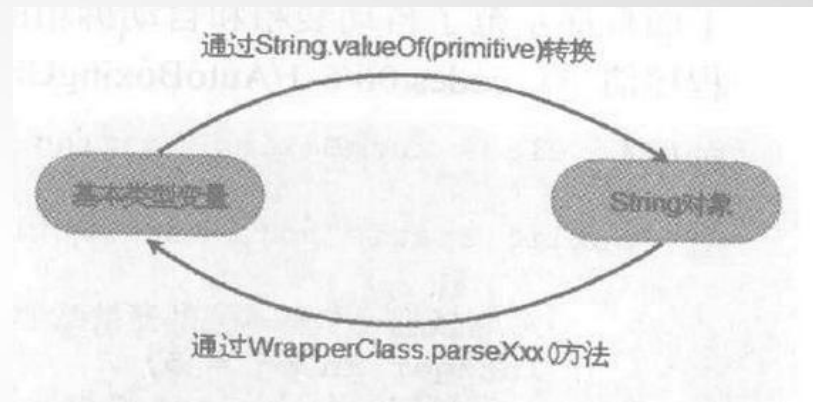 通过String.valueOf(primitive)转换
基本类型变量
String对象
通过WrapperClass.parseXxx()方法